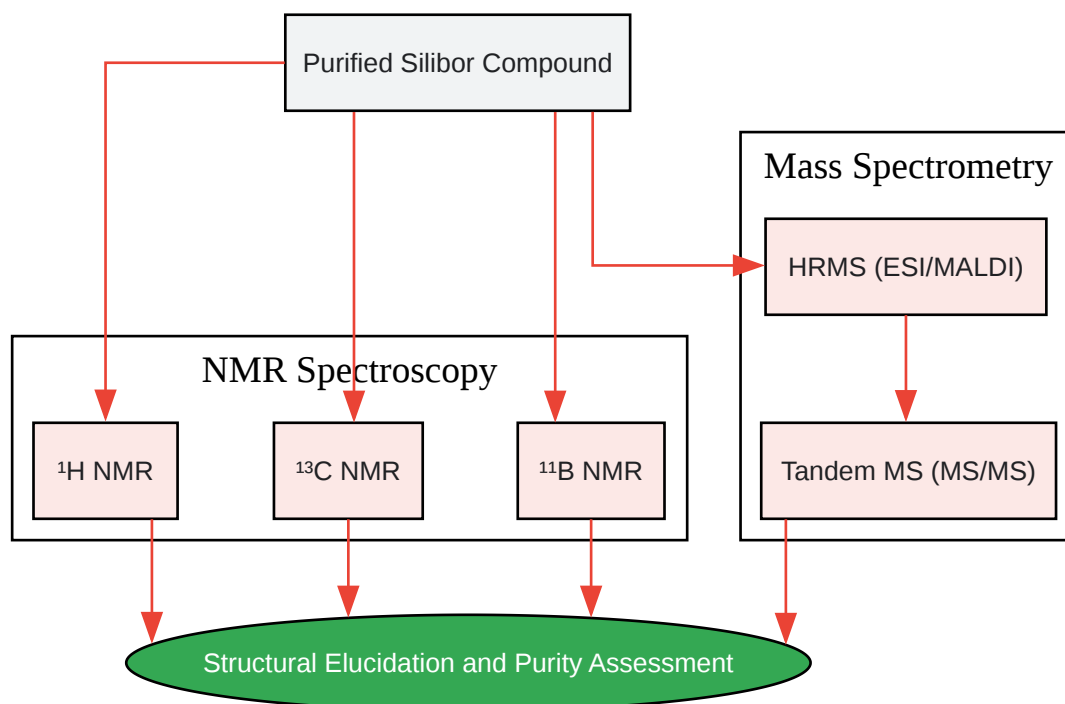 Purified Silibor Compound
Mass Spectrometry
HRMS (ESI/MALDI)
NMR Spectroscopy
¹H NMR
¹³C NMR
¹¹B NMR
Tandem MS (MS/MS)
Structural Elucidation and Purity Assessment